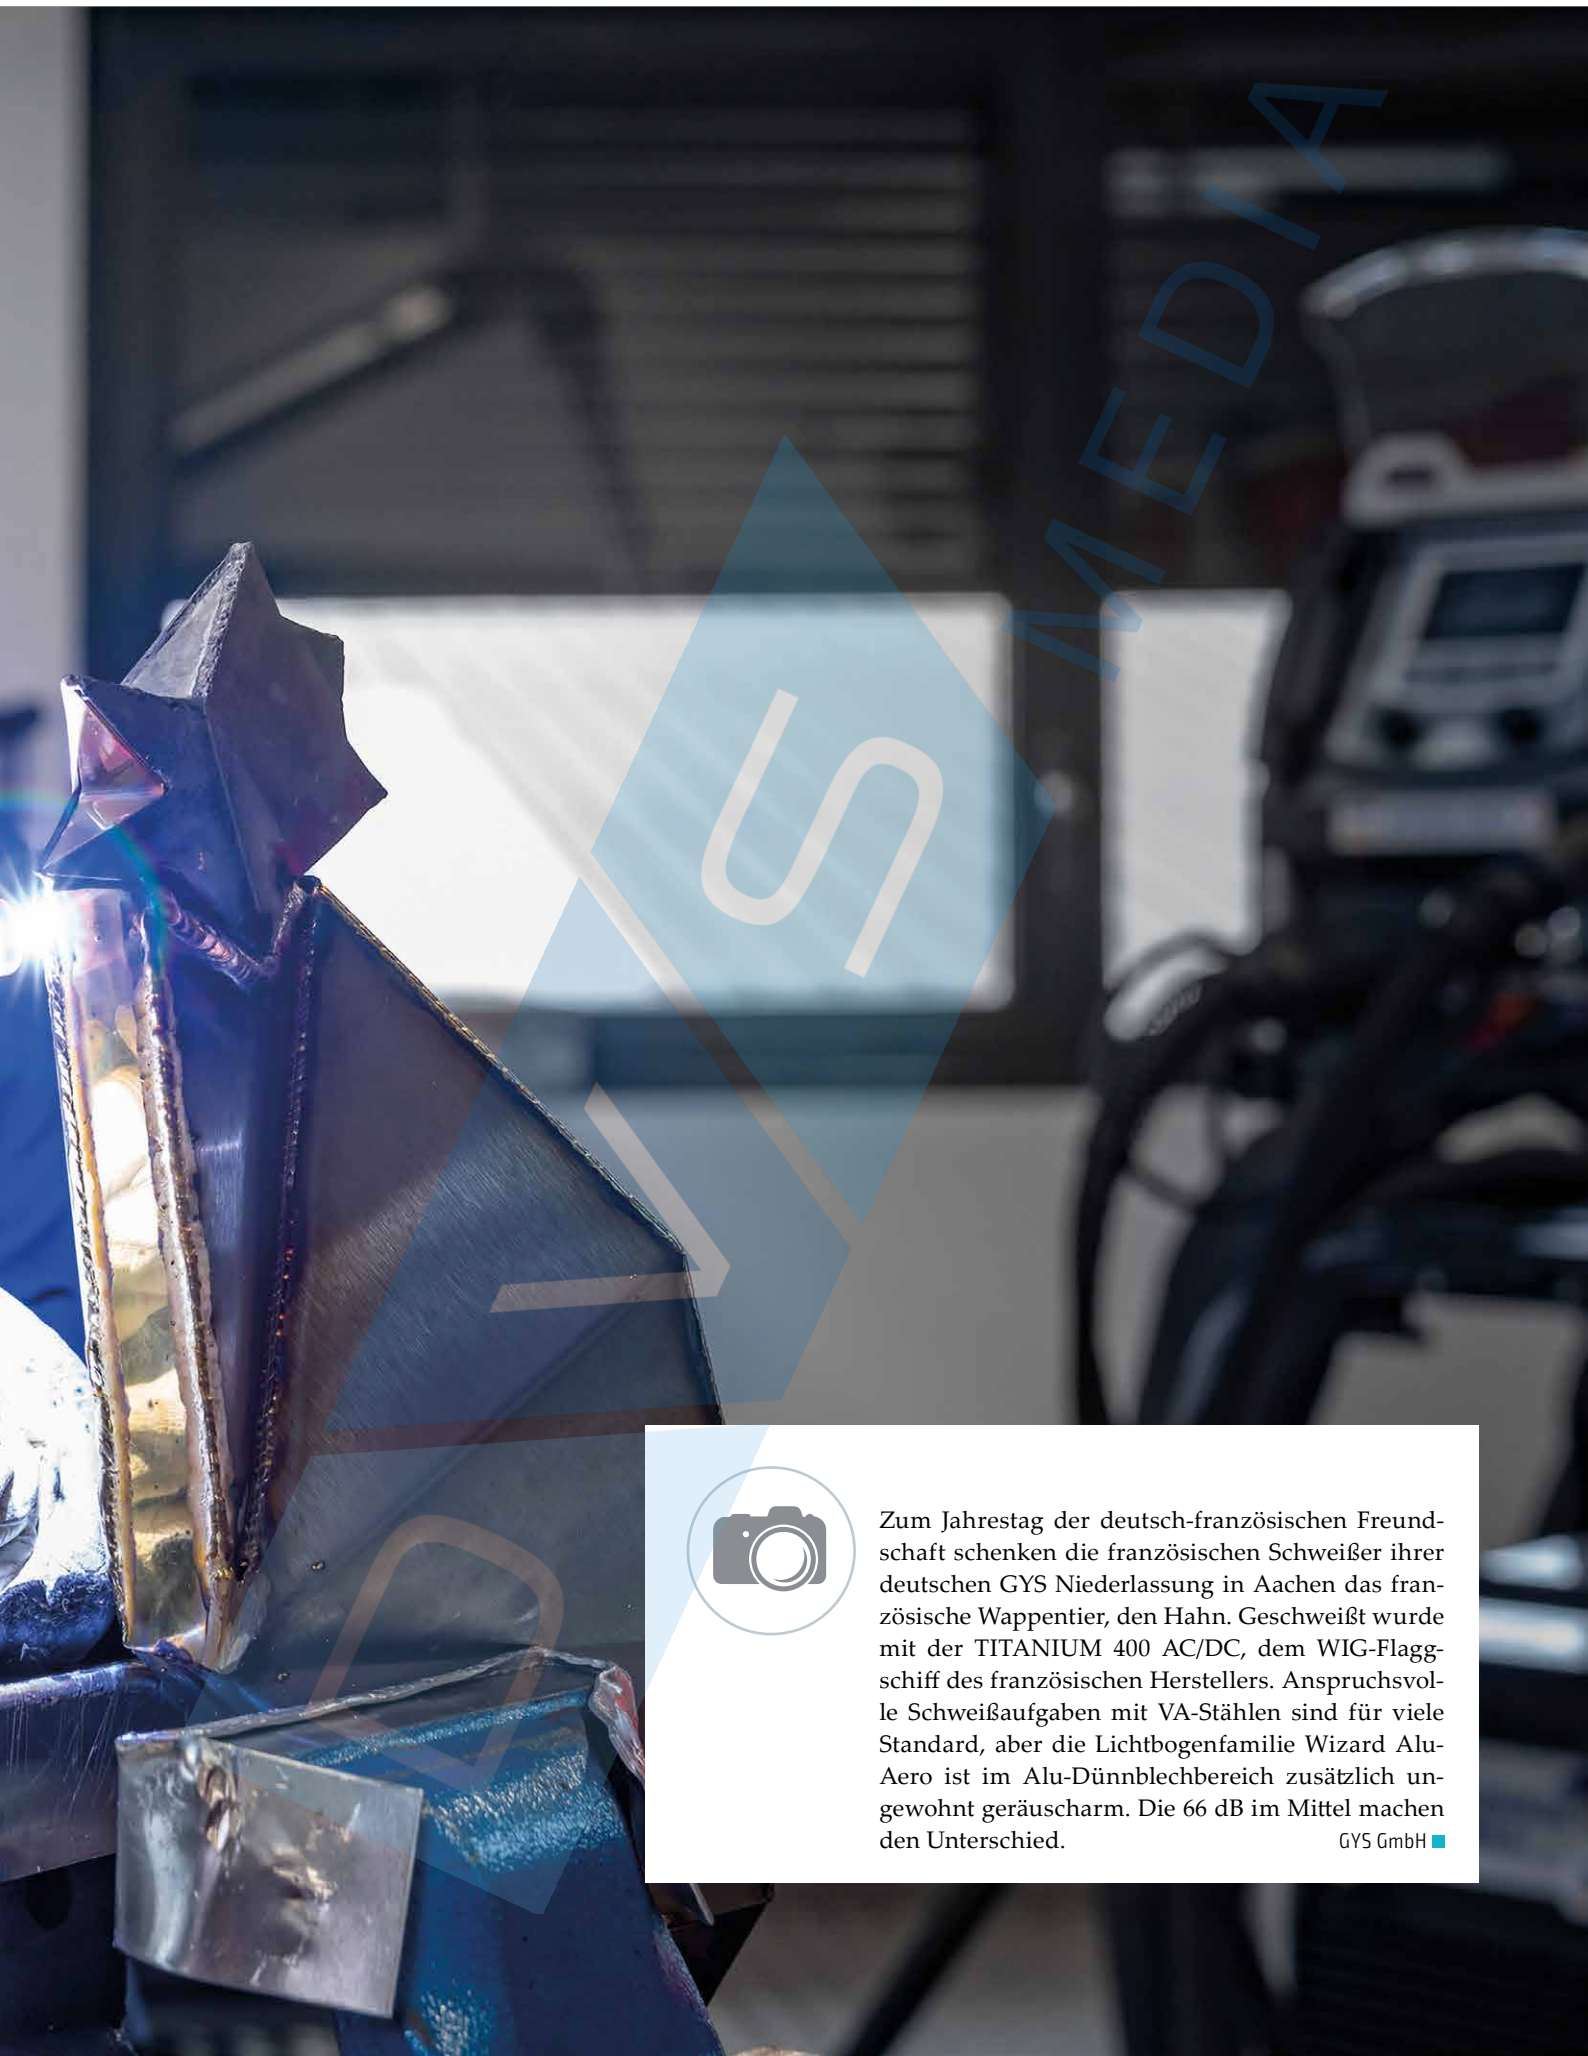 DVS MEDIA
Zum Jahrestag der deutsch-französischen Freund-
schaft schenken die französischen Schweißer ihrer
deutschen GYS Niederlassung in Aachen das fran-
zösische Wappentier, den Hahn. Geschweißt wurde
mit der TITANIUM 400 AC/DC, dem WIG-Flagg-
schiff des französischen Herstellers. Anspruchsvol-
le Schweißaufgaben mit VA-Stählen sind für viele
Standard, aber die Lichtbogenfamilie Wizard Alu-
Aero ist im Alu-Dünnblechbereich zusätzlich un-
gewohnt geräuscharm. Die 66 dB im Mittel machen
den Unterschied. GYS GmbH